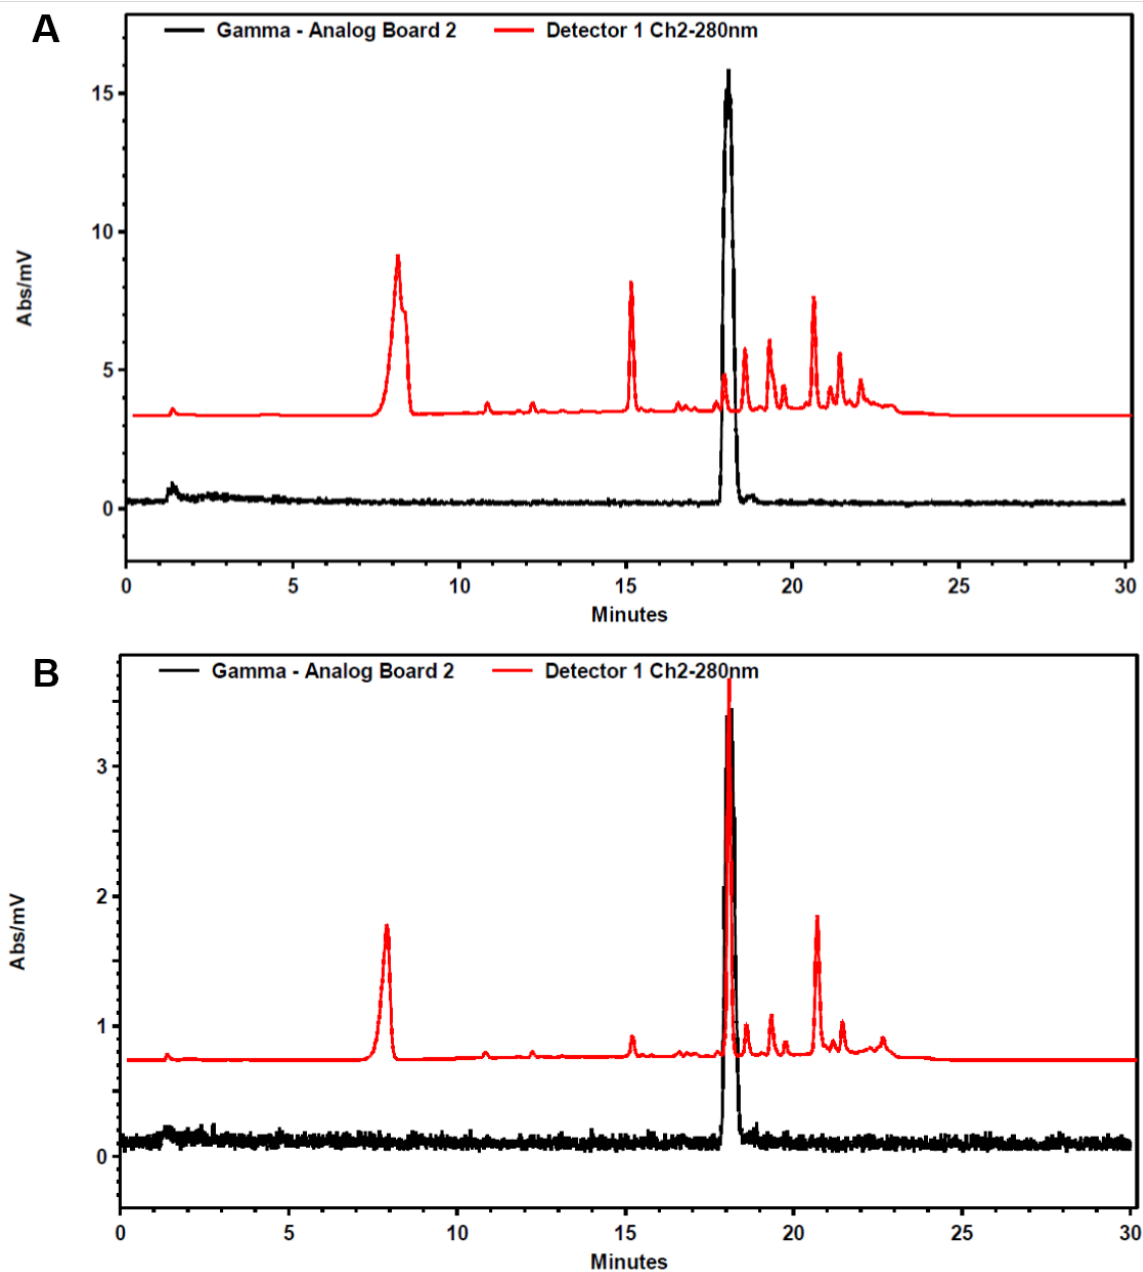 A
Gamma - Analog Board 2 Detector 1 Ch2-280nm
Abs/mV
15
10
5
0
0 5 10 15 20 25 30
Minutes
B
Gamma - Analog Board 2 Detector 1 Ch2-280nm
Abs/mV
3
2
1
0
0 5 10 15 20 25 30
Minutes